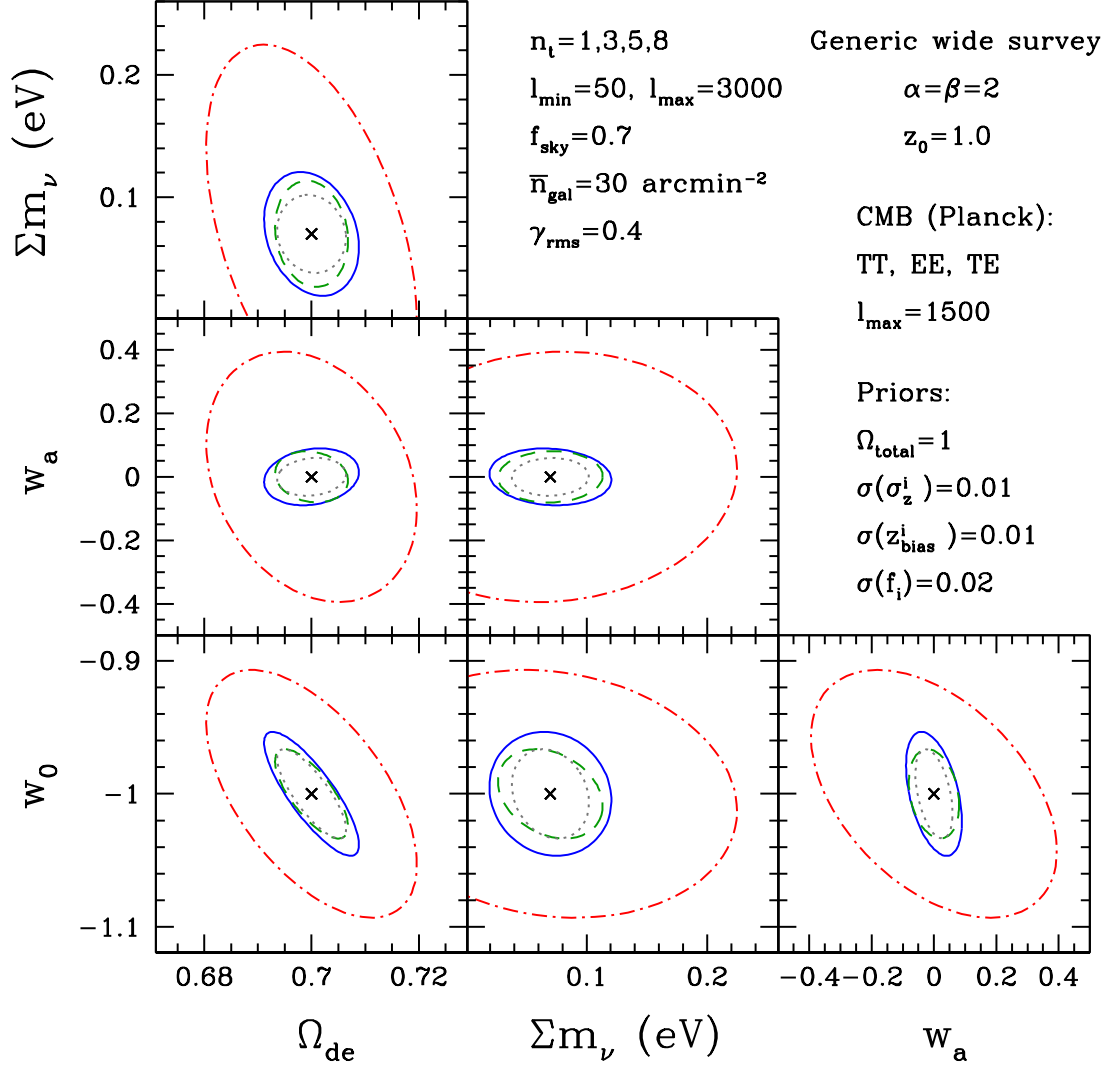 n_t=1,3,5,8
l_min=50, l_max=3000
f_sky=0.7
n̅_gal=30 arcmin⁻²
γ_rms=0.4
Generic wide survey
α=β=2
z_0=1.0
CMB (Planck):
TT, EE, TE
l_max=1500
Priors:
Ω_total=1
σ(σ_z^i )=0.01
σ(z_bias^i )=0.01
σ(f_i)=0.02
Σm_ν (eV)
0.2
0.1
w_a
0.4
0.2
0
−0.2
−0.4
w_0
−0.9
−1
−1.1
0.68 0.7 0.72
0.1 0.2
−0.4 −0.2 0 0.2 0.4
Ω_de
Σm_ν (eV)
w_a